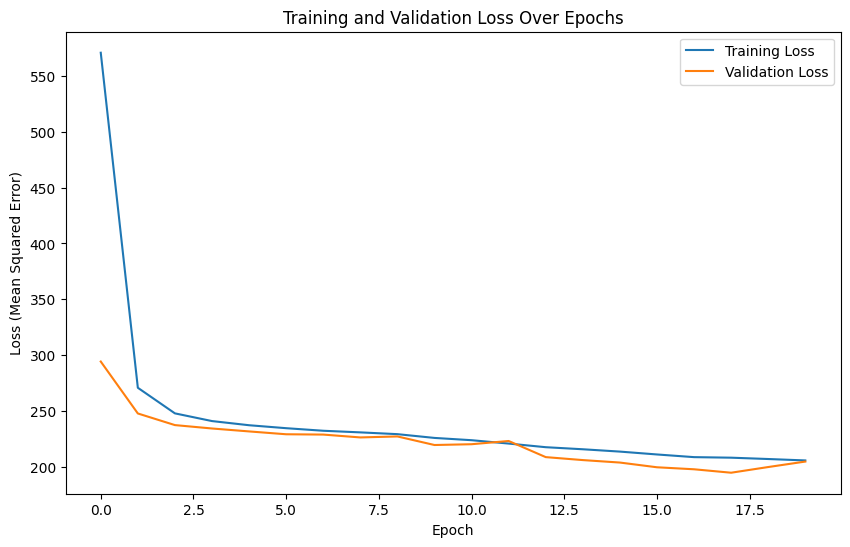 Training and Validation Loss Over Epochs
Training Loss
Validation Loss
Loss (Mean Squared Error)
550
500
450
400
350
300
250
200
0.0 2.5 5.0 7.5 10.0 12.5 15.0 17.5
Epoch